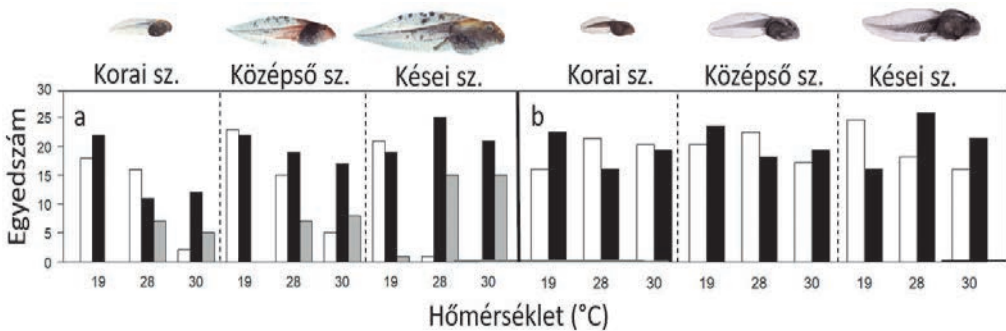 Korai sz. Középső sz. Kései sz. Korai sz. Középső sz. Kései sz.
30
25
20
15
10
5
0
a b
Egyedszám
19 28 30 19 28 30 19 28 30 19 28 30 19 28 30 19 28 30
Hőmérséklet (°C)